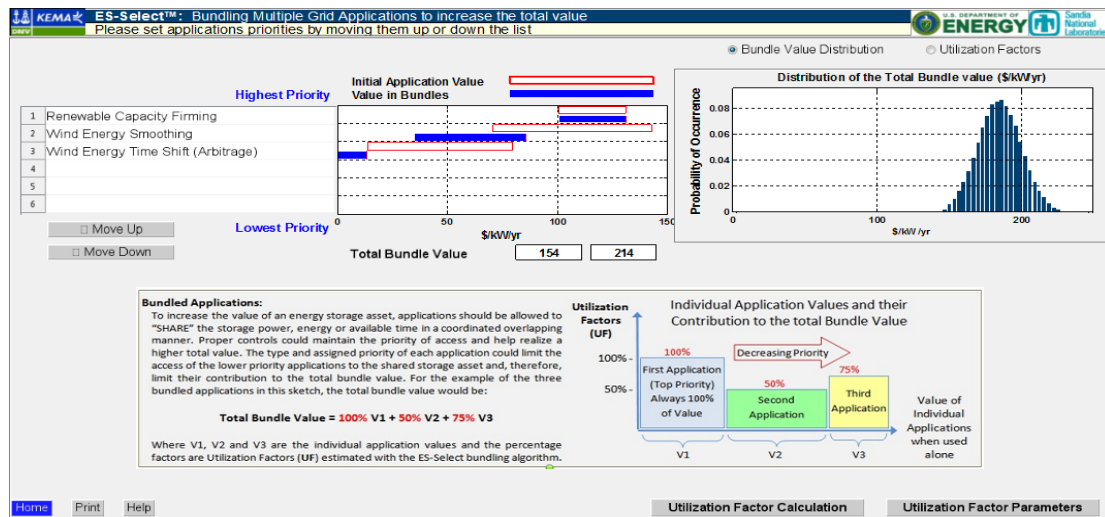 KEMA
DNV
ES-Select™: Bundling Multiple Grid Applications to increase the total value
Please set applications priorities by moving them up or down the list
U.S. DEPARTMENT OF
ENERGY
Sandia
National
Laboratories
Bundle Value Distribution
Utilization Factors
Initial Application Value
Highest Priority
Value in Bundles
1 Renewable Capacity Firming
2 Wind Energy Smoothing
3 Wind Energy Time Shift (Arbitrage)
4
5
6
0 50 100 150
$/kW/yr
Move Up
Lowest Priority
Move Down
Total Bundle Value 154 214
Distribution of the Total Bundle value ($/kW/yr)
Probability of Occurrence
0.08
0.06
0.04
0.02
0
0 100 200
$/kW/yr
Bundled Applications:
To increase the value of an energy storage asset, applications should be allowed to
“SHARE” the storage power, energy or available time in a coordinated overlapping
manner. Proper controls could maintain the priority of access and help realize a
higher total value. The type and assigned priority of each application could limit the
access of the lower priority applications to the shared storage asset and, therefore,
limit their contribution to the total bundle value. For the example of the three
bundled applications in this sketch, the total bundle value would be:
Total Bundle Value = 100% V1 + 50% V2 + 75% V3
Where V1, V2 and V3 are the individual application values and the percentage
factors are Utilization Factors (UF) estimated with the ES-Select bundling algorithm.
Utilization
Factors
(UF)
Individual Application Values and their
Contribution to the total Bundle Value
100%
50%
100%
First Application
(Top Priority)
Always 100%
of Value
Decreasing Priority
50%
Second
Application
75%
Third
Application
Value of
Individual
Applications
when used
alone
V1 V2 V3
Home
Print
Help
Utilization Factor Calculation
Utilization Factor Parameters